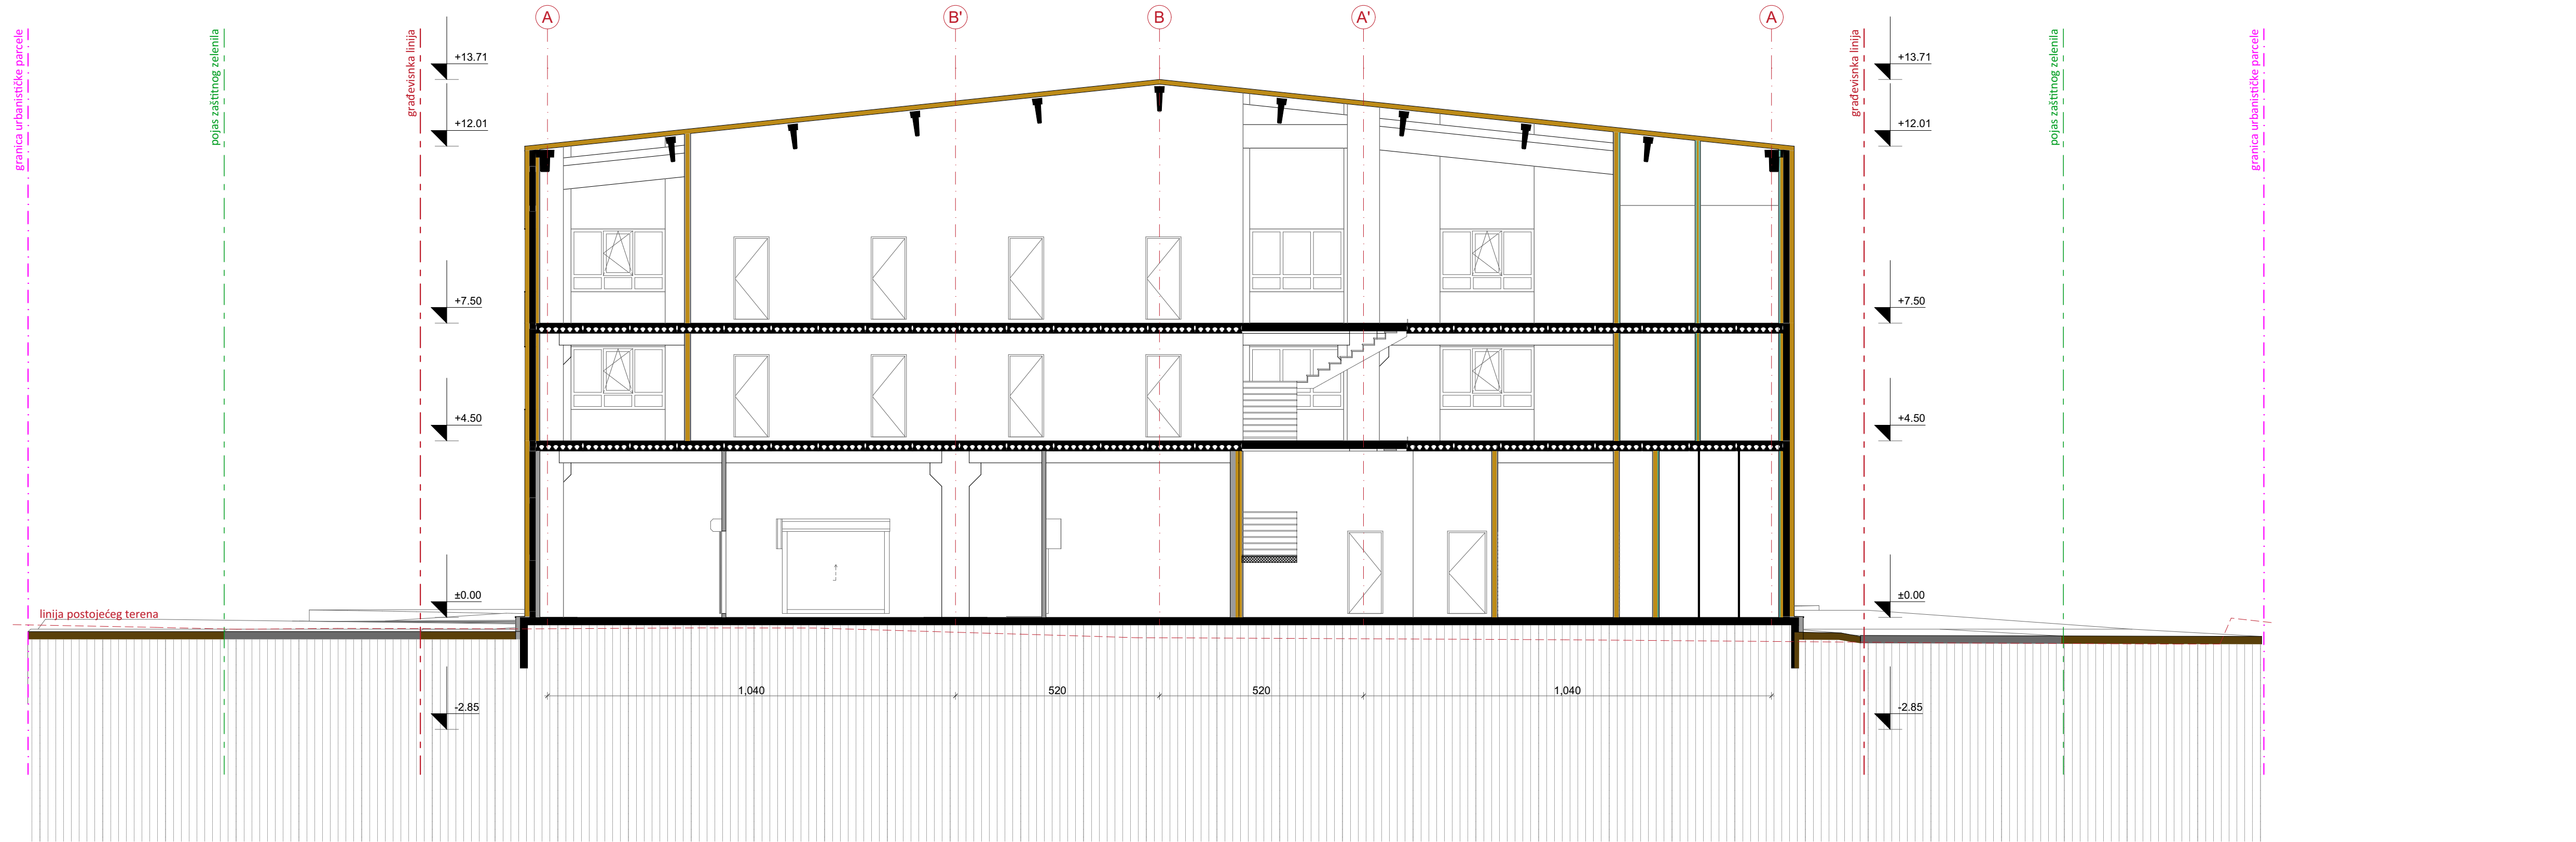 A
B'
B
A'
A
granica urbanističke parcele
pojas zaštitnog zelenila
građevisnka linija
građevisnka linija
pojas zaštitnog zelenila
granica urbanističke parcele
+13.71
+13.71
+12.01
+12.01
+7.50
+7.50
+4.50
+4.50
±0.00
±0.00
linija postojećeg terena
1,040
520
520
1,040
-2.85
-2.85